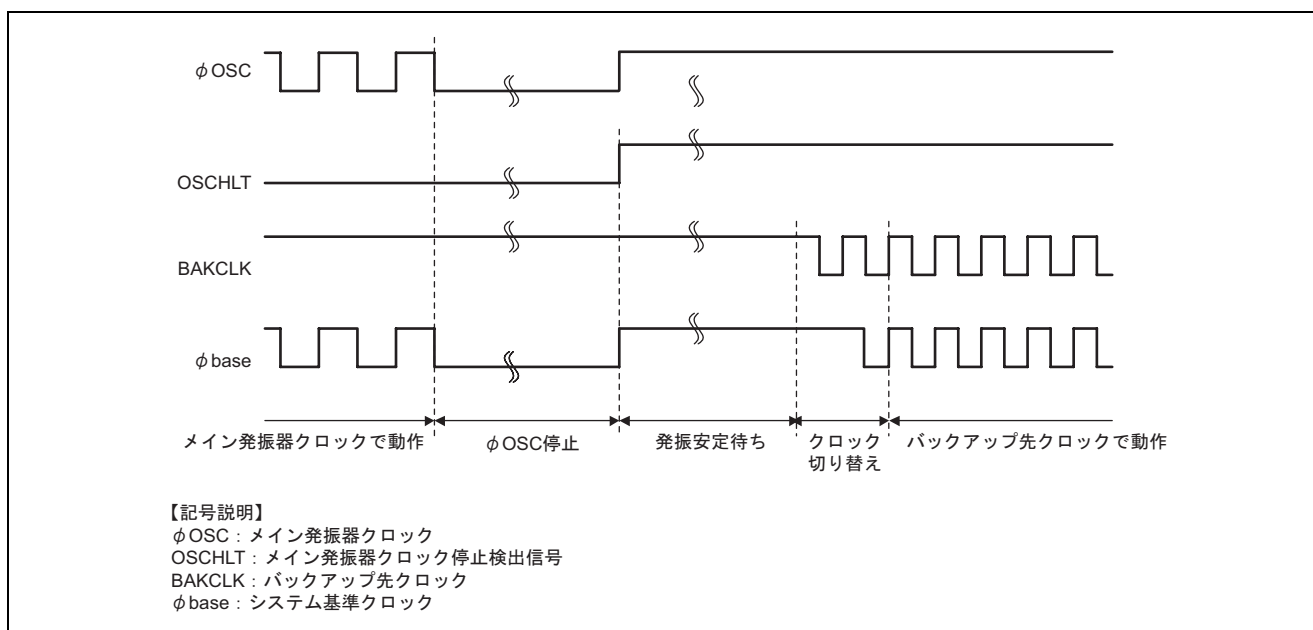 φOSC
OSCHLT
BAKCLK
φbase
メイン発振器クロックで動作
φOSC停止
発振安定待ち
クロック
切り替え
バックアップ先クロックで動作
【記号説明】
φOSC：メイン発振器クロック
OSCHLT：メイン発振器クロック停止検出信号
BAKCLK：バックアップ先クロック
φbase：システム基準クロック